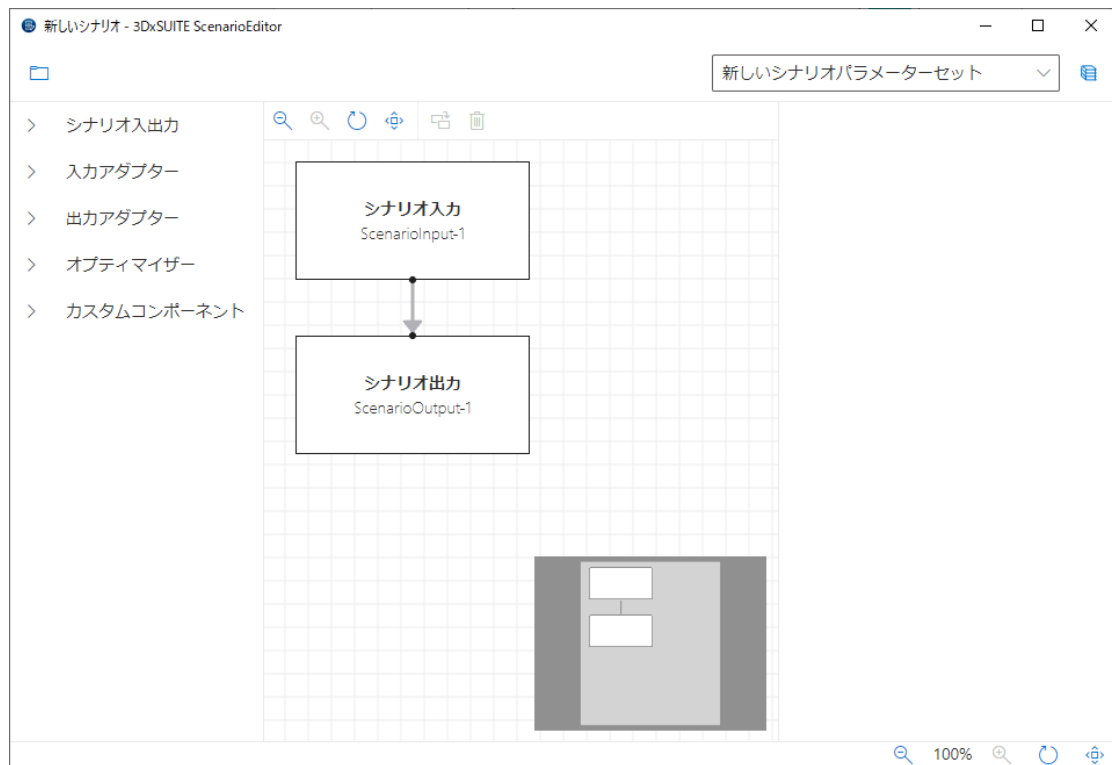 新しいシナリオ - 3DxSUITE ScenarioEditor
新しいシナリオパラメーターセット
シナリオ入出力
入力アダプター
出力アダプター
オプティマイザー
カスタムコンポーネント
シナリオ入力
ScenarioInput-1
シナリオ出力
ScenarioOutput-1
100%